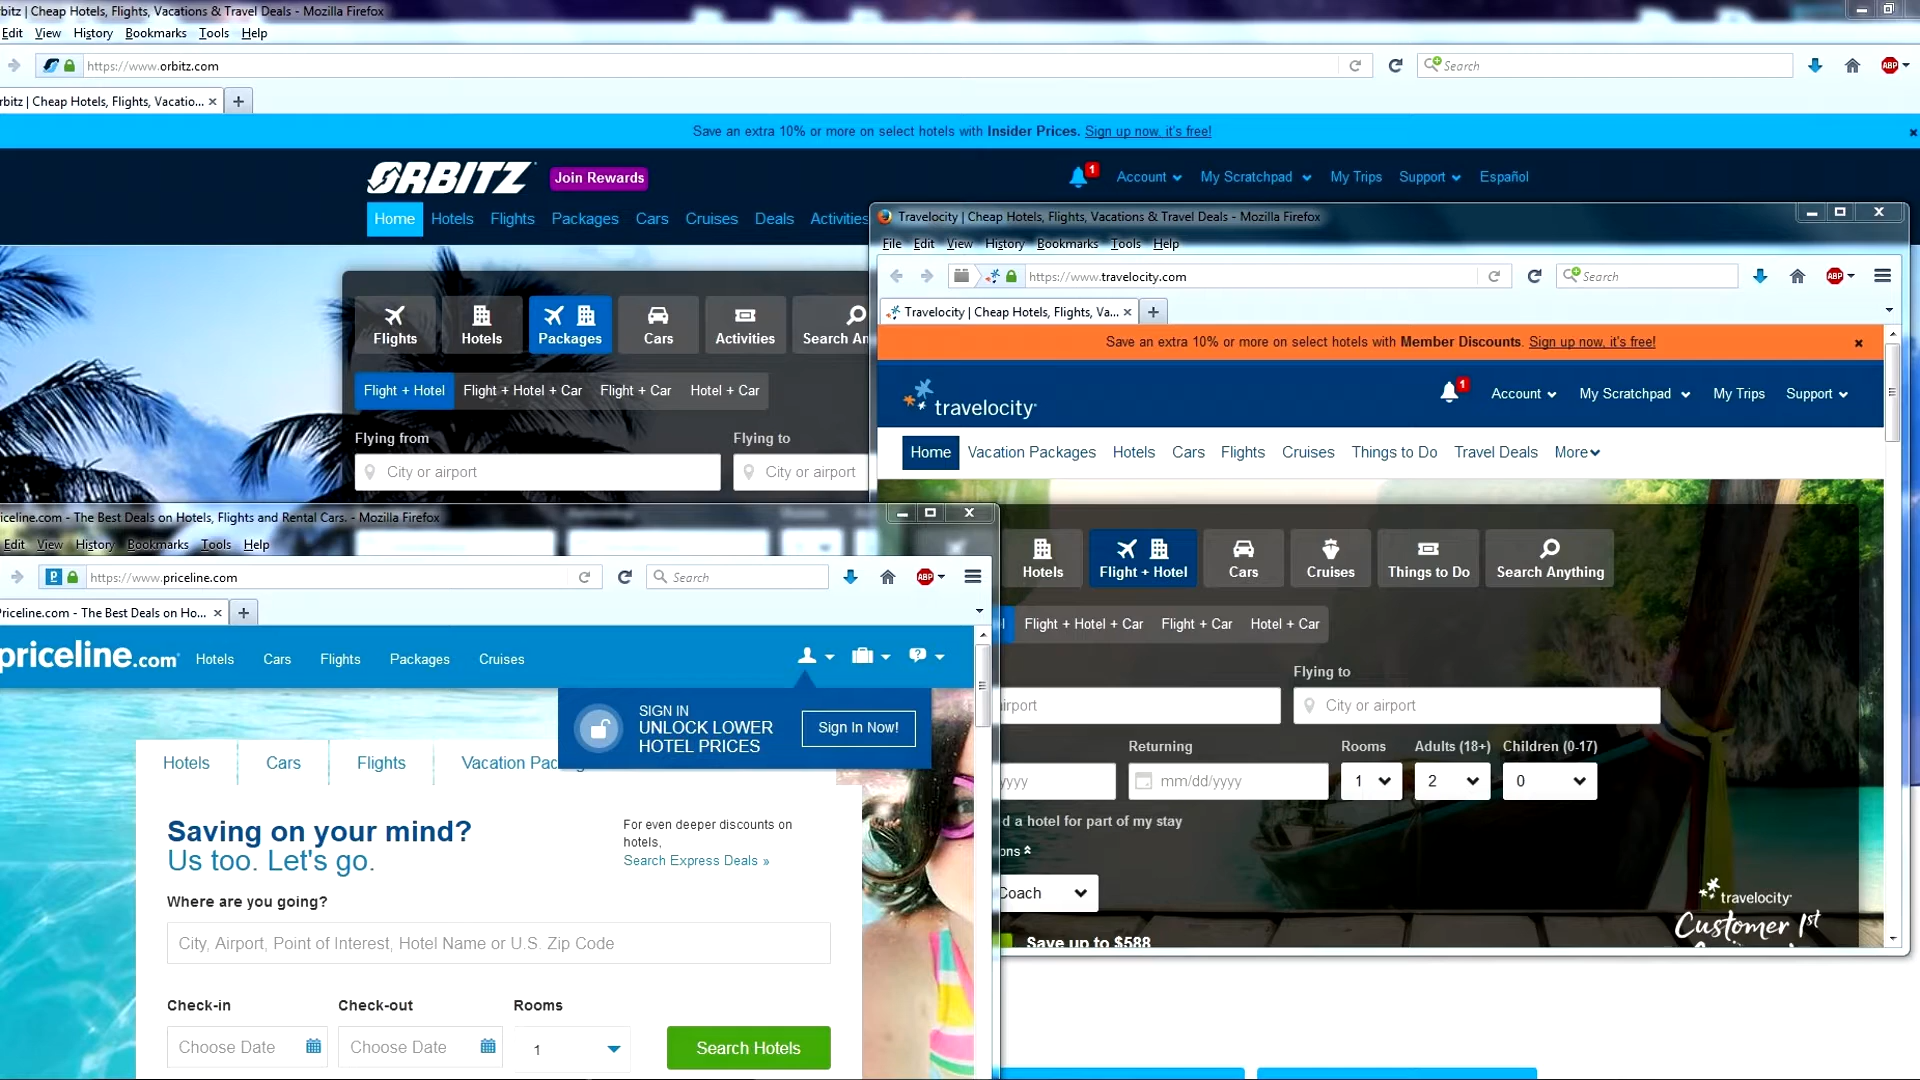 rbitz | Cheap Hotels, Flights, Vacations & Travel Deals - Mozilla Firefox
Edit View History Bookmarks Tools Help
https://www.orbitz.com
Search
ABP
rbitz | Cheap Hotels, Flights, Vacatio...
Save an extra 10% or more on select hotels with Insider Prices. Sign up now, it's free!
ORBITZ Join Rewards
1 Account My Scratchpad My Trips Support Español
Home Hotels Flights Packages Cars Cruises Deals Activities
Flights Hotels Packages Cars Activities Search An
Flight + Hotel Flight + Hotel + Car Flight + Car Hotel + Car
Flying from Flying to
City or airport City or airport
Travelocity | Cheap Hotels, Flights, Vacations & Travel Deals - Mozilla Firefox
File Edit View History Bookmarks Tools Help
https://www.travelocity.com
Search
ABP
Travelocity | Cheap Hotels, Flights, Va...
Save an extra 10% or more on select hotels with Member Discounts. Sign up now, it's free!
travelocity
1 Account My Scratchpad My Trips Support
Home Vacation Packages Hotels Cars Flights Cruises Things to Do Travel Deals More
Hotels Flight + Hotel Cars Cruises Things to Do Search Anything
Flight + Hotel + Car Flight + Car Hotel + Car
Flying to
irport City or airport
Returning Rooms Adults (18+) Children (0-17)
yyyy mm/dd/yyyy 1 2 0
d a hotel for part of my stay
ons
Coach
Save up to $588
travelocity
Customer 1st
iceline.com - The Best Deals on Hotels, Flights and Rental Cars. - Mozilla Firefox
Edit View History Bookmarks Tools Help
https://www.priceline.com
Search
ABP
Priceline.com - The Best Deals on Ho...
priceline.com Hotels Cars Flights Packages Cruises
SIGN IN
UNLOCK LOWER
HOTEL PRICES
Sign In Now!
Hotels Cars Flights Vacation Pac
Saving on your mind?
Us too. Let's go.
For even deeper discounts on
hotels,
Search Express Deals »
Where are you going?
City, Airport, Point of Interest, Hotel Name or U.S. Zip Code
Check-in Check-out Rooms
Choose Date Choose Date 1 Search Hotels